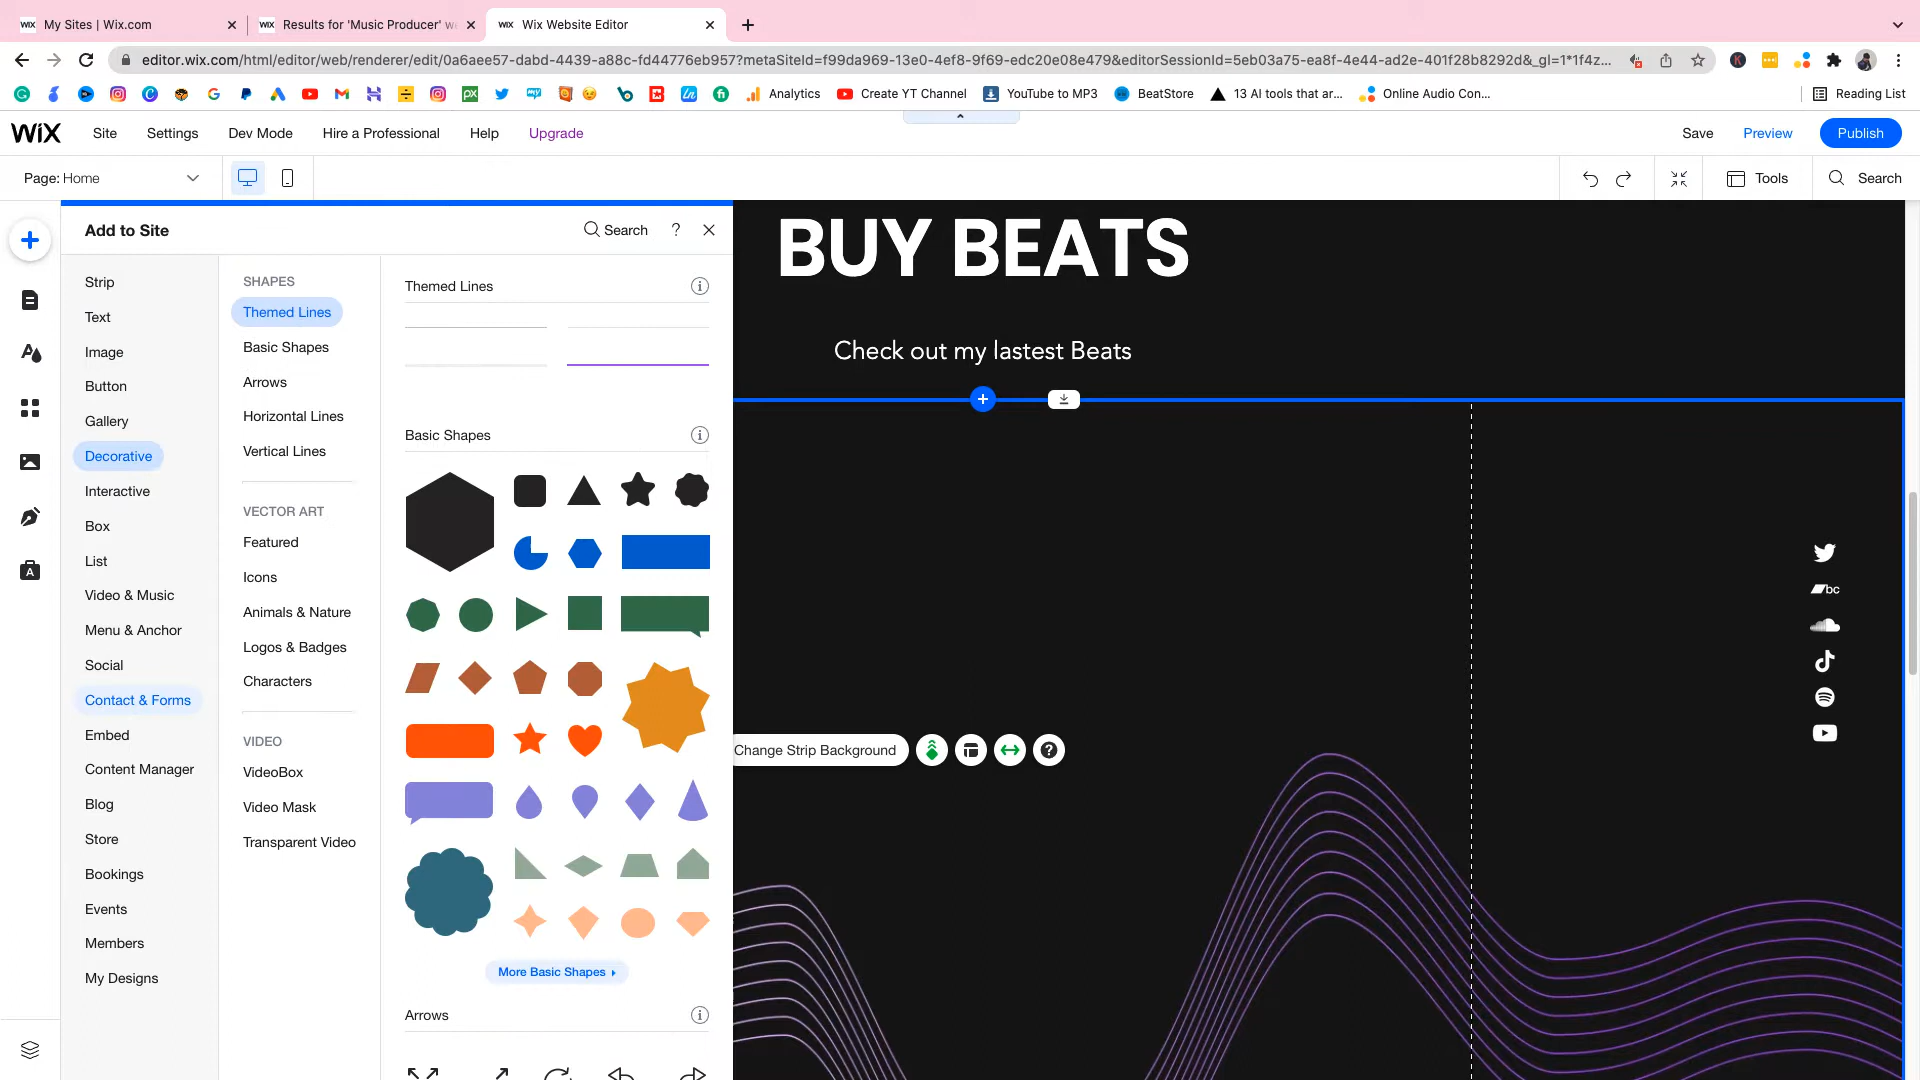 WIX My Sites | Wix.com
WIX Results for 'Music Producer' we
WIX Wix Website Editor
editor.wix.com/html/editor/web/renderer/edit/0a6aee57-dabd-4439-a88c-fd44776eb957?metaSiteId=f99da969-13e0-4ef8-9f69-edc20e08e479&editorSessionId=5eb03a75-ea8f-4e44-ad2e-401f28b8292d&_gl=1*1f4z...
Analytics
Create YT Channel
YouTube to MP3
BeatStore
13 AI tools that ar...
Online Audio Con...
Reading List
WIX
Site
Settings
Dev Mode
Hire a Professional
Help
Upgrade
Save
Preview
Publish
Page: Home
Tools
Search
Add to Site
Search
?
Strip
Text
Image
Button
Gallery
Decorative
Interactive
Box
List
Video & Music
Menu & Anchor
Social
Contact & Forms
Embed
Content Manager
Blog
Store
Bookings
Events
Members
My Designs
SHAPES
Themed Lines
Basic Shapes
Arrows
Horizontal Lines
Vertical Lines
VECTOR ART
Featured
Icons
Animals & Nature
Logos & Badges
Characters
VIDEO
VideoBox
Video Mask
Transparent Video
Themed Lines
Basic Shapes
More Basic Shapes
Arrows
BUY BEATS
Check out my lastest Beats
Change Strip Background
bc